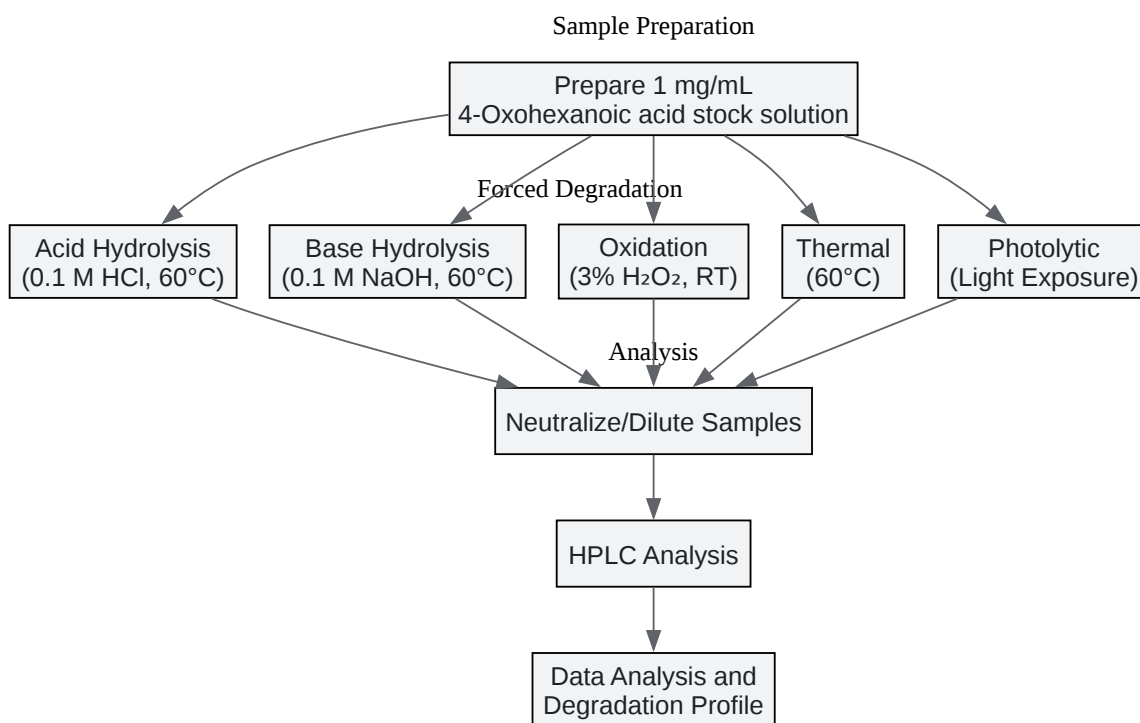 Sample Preparation
Prepare 1 mg/mL
4-Oxohexanoic acid stock solution
Forced Degradation
Acid Hydrolysis
(0.1 M HCl, 60°C)
Base Hydrolysis
(0.1 M NaOH, 60°C)
Oxidation
(3% H₂O₂, RT)
Thermal
(60°C)
Photolytic
(Light Exposure)
Analysis
Neutralize/Dilute Samples
HPLC Analysis
Data Analysis and
Degradation Profile